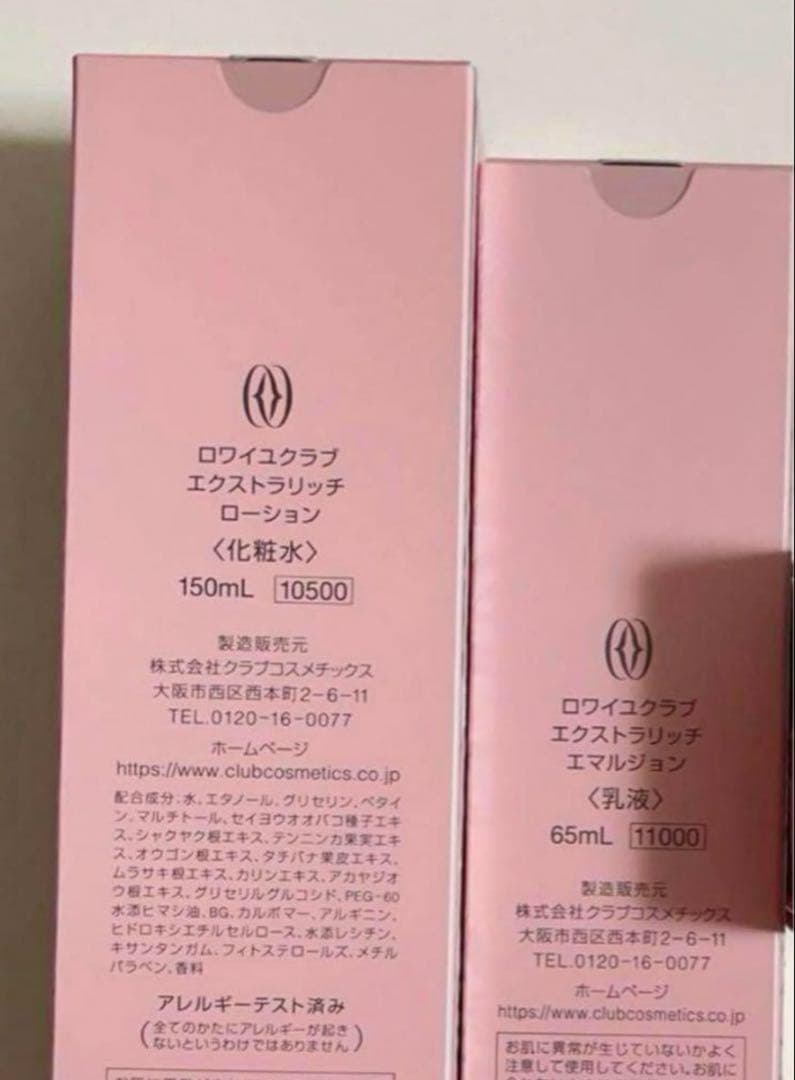 ロワイユクラブ
エクストラリッチ
ローション
〈化粧水〉
150mL 10500
製造販売元
株式会社クラブコスメチックス
大阪市西区西本町2-6-11
TEL.0120-16-0077
ホームページ
https://www.clubcosmetics.co.jp
配合成分:水、エタノール、グリセリン、ベタイ
ン、マルチトール、セイヨウオオバコ種子エキ
ス、シャクヤク根エキス、テンニンカ果実エキ
ス、オウゴン根エキス、タチバナ果皮エキス、
ムラサキ根エキス、カリンエキス、アカヤジオ
ウ根エキス、グリセリルグルコシド、PEG-60
水添ヒマシ油、BG、カルボマー、アルギニン、
ヒドロキシエチルセルロース、水添レシチン、
キサンタンガム、フィトステロールズ、メチル
パラベン、香料
アレルギーテスト済み
(全てのかたにアレルギーが起き
ないというわけではありません)
ロワイユクラブ
エクストラリッチ
エマルジョン
〈乳液〉
65mL 11000
製造販売元
株式会社クラブコスメチックス
大阪市西区西本町2-6-11
TEL.0120-16-0077
ホームページ
https://www.clubcosmetics.co.jp
お肌に異常が生じていないかよく
注意して使用してください。お肌に